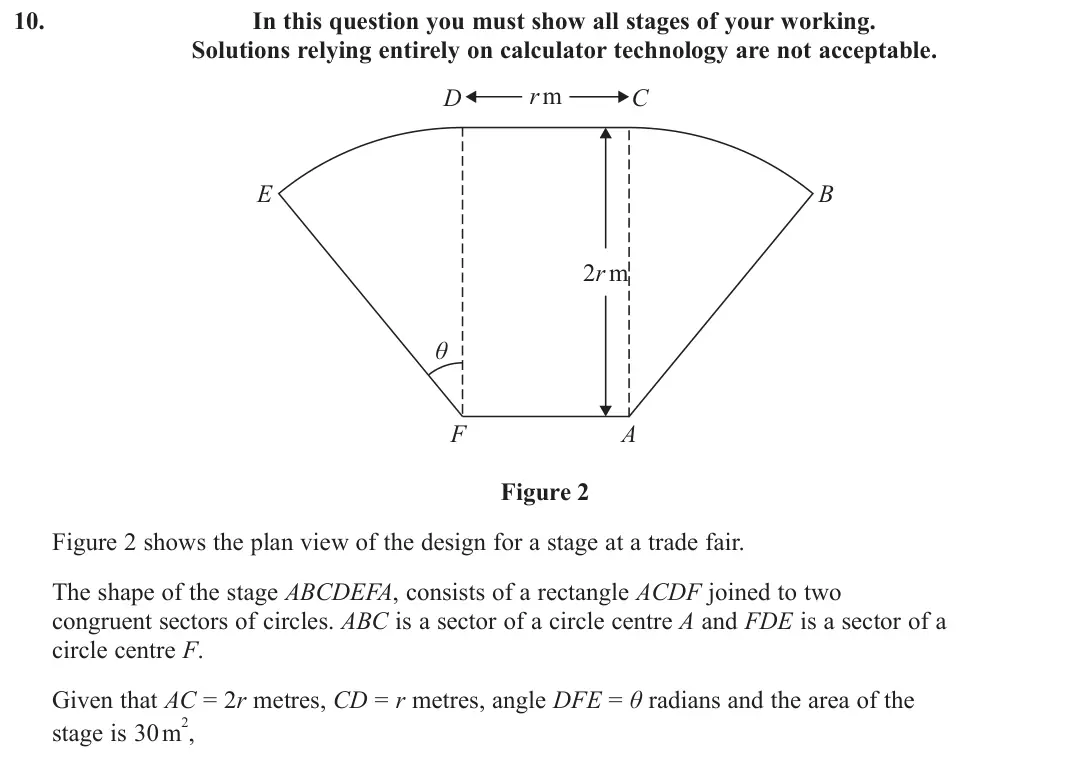 10. In this question you must show all stages of your working.
Solutions relying entirely on calculator technology are not acceptable.
D r m C
E B
2r m
θ
F A
Figure 2
Figure 2 shows the plan view of the design for a stage at a trade fair.
The shape of the stage ABCDEFA, consists of a rectangle ACDF joined to two
congruent sectors of circles. ABC is a sector of a circle centre A and FDE is a sector of a
circle centre F.
Given that AC = 2r metres, CD = r metres, angle DFE = θ radians and the area of the
stage is 30 m²,